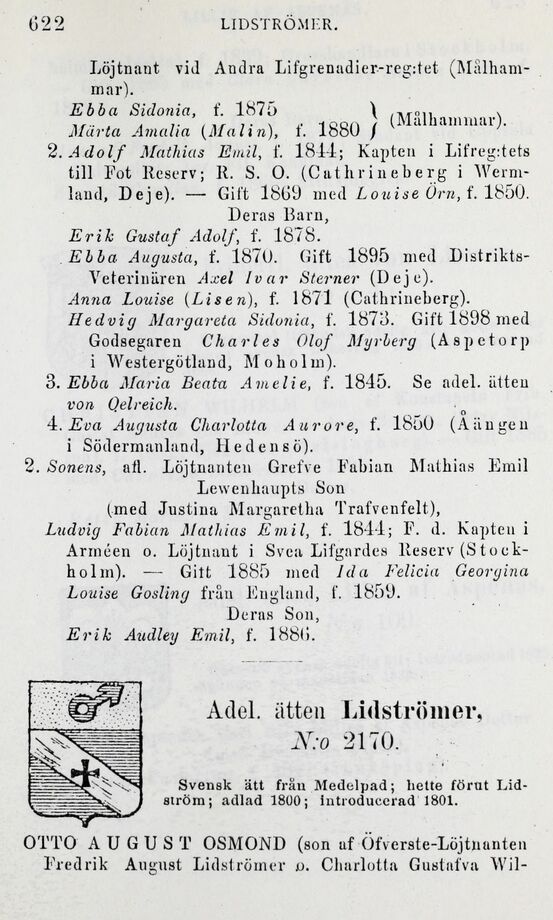 622
LIDSTRÖMER.
Löjtnant vid Andra Lifgrenadier-reg:tet (Målham-
mar).
Ebba Sidonia, f. 1875
Märta Amalia (Malin), f. 1880 } (Målhammar).
2. Adolf Mathias Emil, f. 1844; Kapten i Lifreg:tets
till Fot Reserv; R. S. O. (Cathrineberg i Werm-
land, Deje). — Gift 1869 med Louise Örn, f. 1850.
Deras Barn,
Erik Gustaf Adolf, f. 1878.
Ebba Augusta, f. 1870. Gift 1895 med Distrikts-
Veterinären Axel Ivar Sterner (Deje).
Anna Louise (Lisen), f. 1871 (Cathrineberg).
Hedvig Margareta Sidonia, f. 1873. Gift 1898 med
Godsegaren Charles Olof Myrberg (Aspetorp
i Westergötland, Moholm).
3. Ebba Maria Beata Amelie, f. 1845. Se adel. ätten
von Qelreich.
4. Eva Augusta Charlotta Aurore, f. 1850 (Åängen
i Södermanland, Hedensö).
2. Sonens, afl. Löjtnanten Grefve Fabian Mathias Emil
Lewenhaupts Son
(med Justina Margaretha Trafvenfelt),
Ludvig Fabian Mathias Emil, f. 1844; F. d. Kapten i
Arméen o. Löjtnant i Svea Lifgardes Reserv (Stock-
holm). — Gift 1885 med Ida Felicia Georgina
Louise Gosling från England, f. 1859.
Deras Son,
Erik Audley Emil, f. 1886.
Adel. ätten Lidströmer,
N:o 2170.
Svensk ätt från Medelpad; hette förut Lid-
ström; adlad 1800; introducerad 1801.
OTTO AUGUST OSMOND (son af Öfverste-Löjtnanten
Fredrik August Lidströmer o. Charlotta Gustafva Wil-